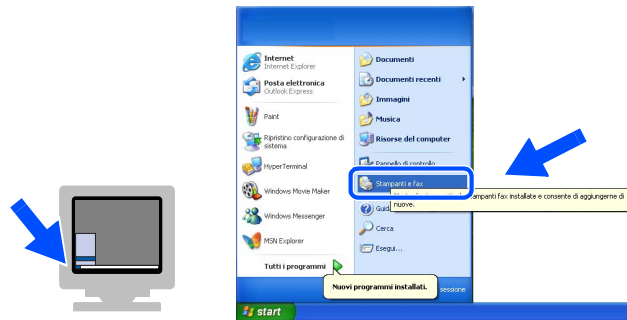 Internet
Internet Explorer
Posta elettronica
Outlook Express
Paint
Ripristino configurazione di
sistema
HyperTerminal
Windows Movie Maker
Windows Messenger
MSN Explorer
Tutti i programmi
Documenti
Documenti recenti
Immagini
Musica
Risorse del computer
Pannello di controllo
Stampanti e fax
stampanti fax installate e consente di aggiungerne di
nuove.
Guid
Cerca
Esegui...
Nuovi programmi installati.
sessione
start